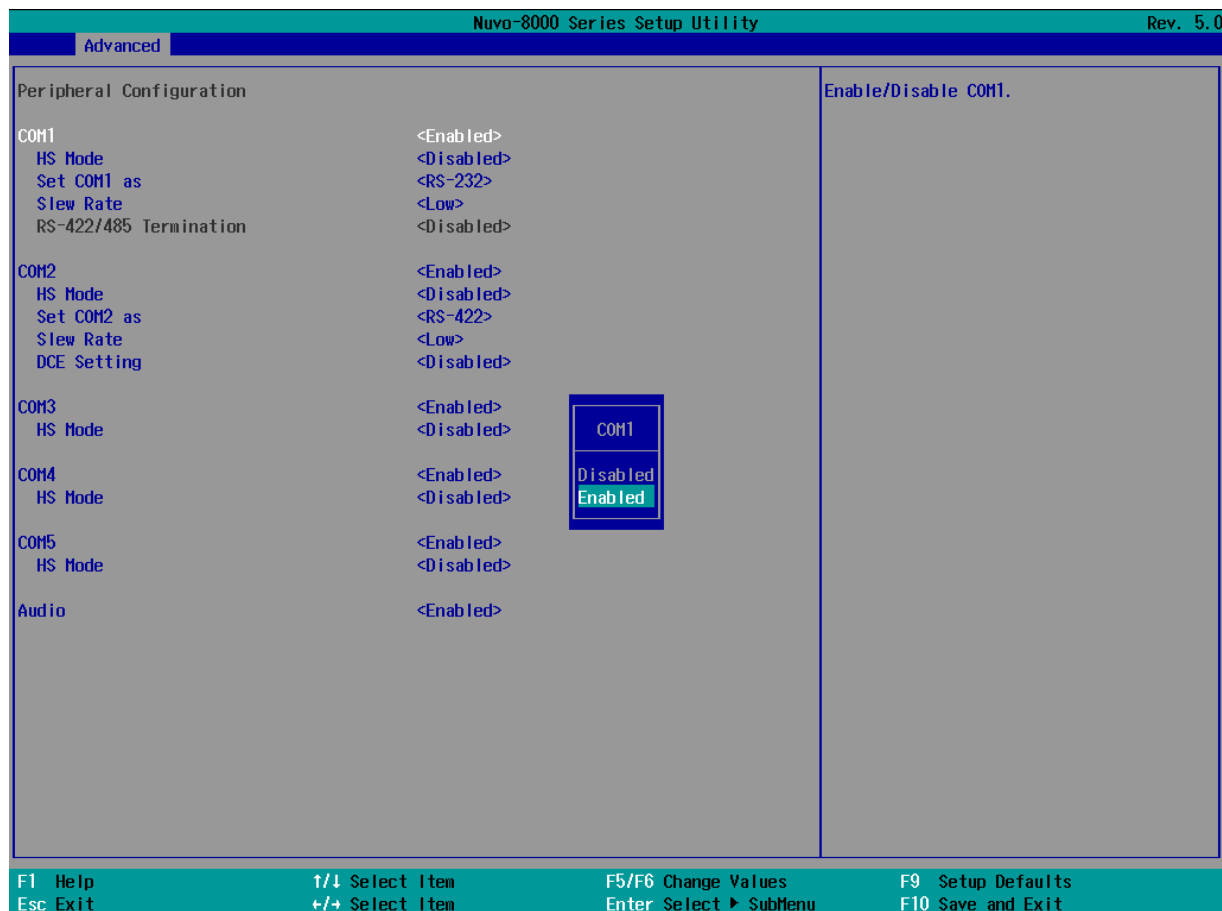 Nuvo-8000 Series Setup Utility Rev. 5.0
Advanced
Peripheral Configuration
Enable/Disable COM1.
COM1 <Enabled>
HS Mode <Disabled>
Set COM1 as <RS-232>
Slew Rate <Low>
RS-422/485 Termination <Disabled>
COM2 <Enabled>
HS Mode <Disabled>
Set COM2 as <RS-422>
Slew Rate <Low>
DCE Setting <Disabled>
COM3 <Enabled>
HS Mode <Disabled>
COM4 <Enabled>
HS Mode <Disabled>
COM5 <Enabled>
HS Mode <Disabled>
Audio <Enabled>
COM1
Disabled
Enabled
F1 Help ↑/↓ Select Item F5/F6 Change Values F9 Setup Defaults
Esc Exit ←/→ Select Item Enter Select ▶ SubMenu F10 Save and Exit